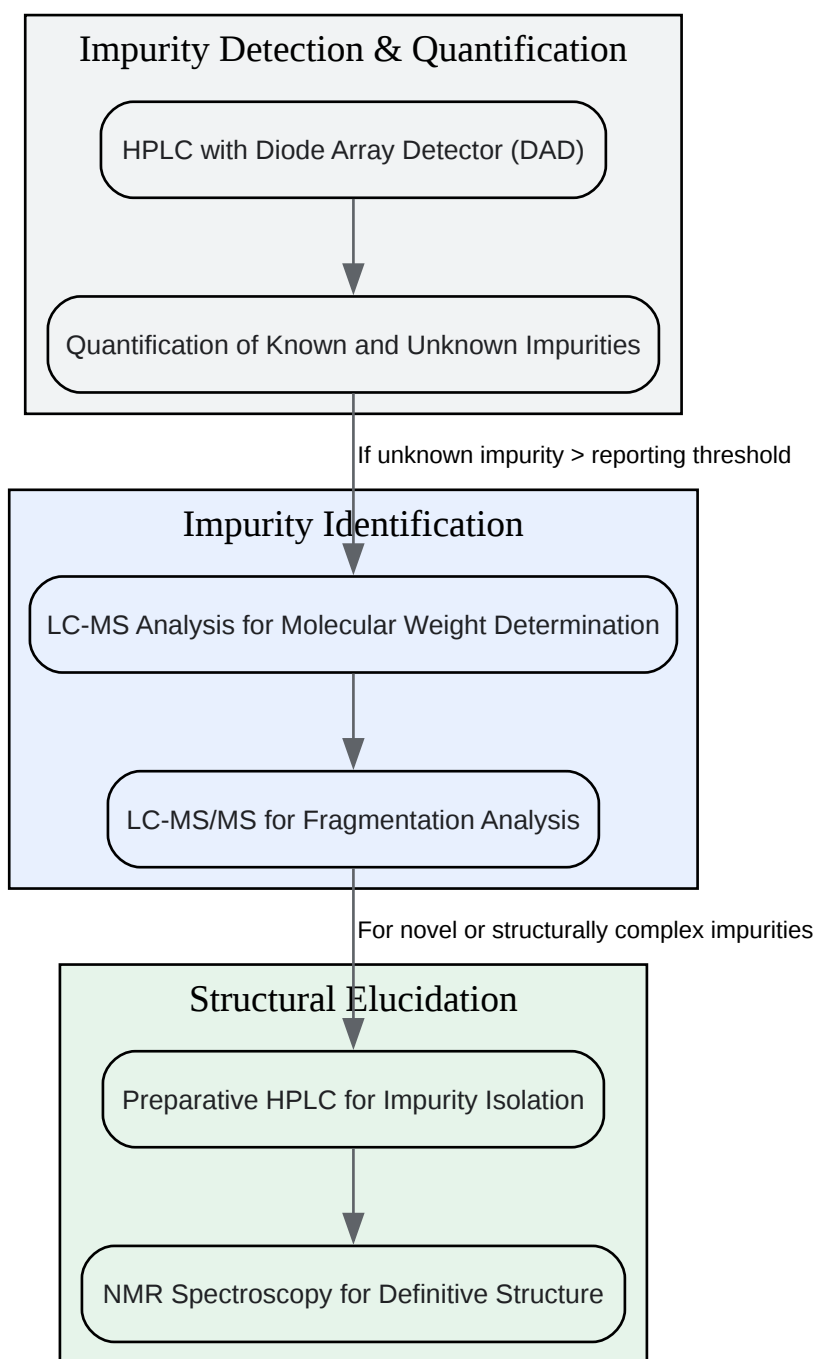 Impurity Detection & Quantification
HPLC with Diode Array Detector (DAD)
Quantification of Known and Unknown Impurities
If unknown impurity > reporting threshold
Impurity Identification
LC-MS Analysis for Molecular Weight Determination
LC-MS/MS for Fragmentation Analysis
For novel or structurally complex impurities
Structural Elucidation
Preparative HPLC for Impurity Isolation
NMR Spectroscopy for Definitive Structure